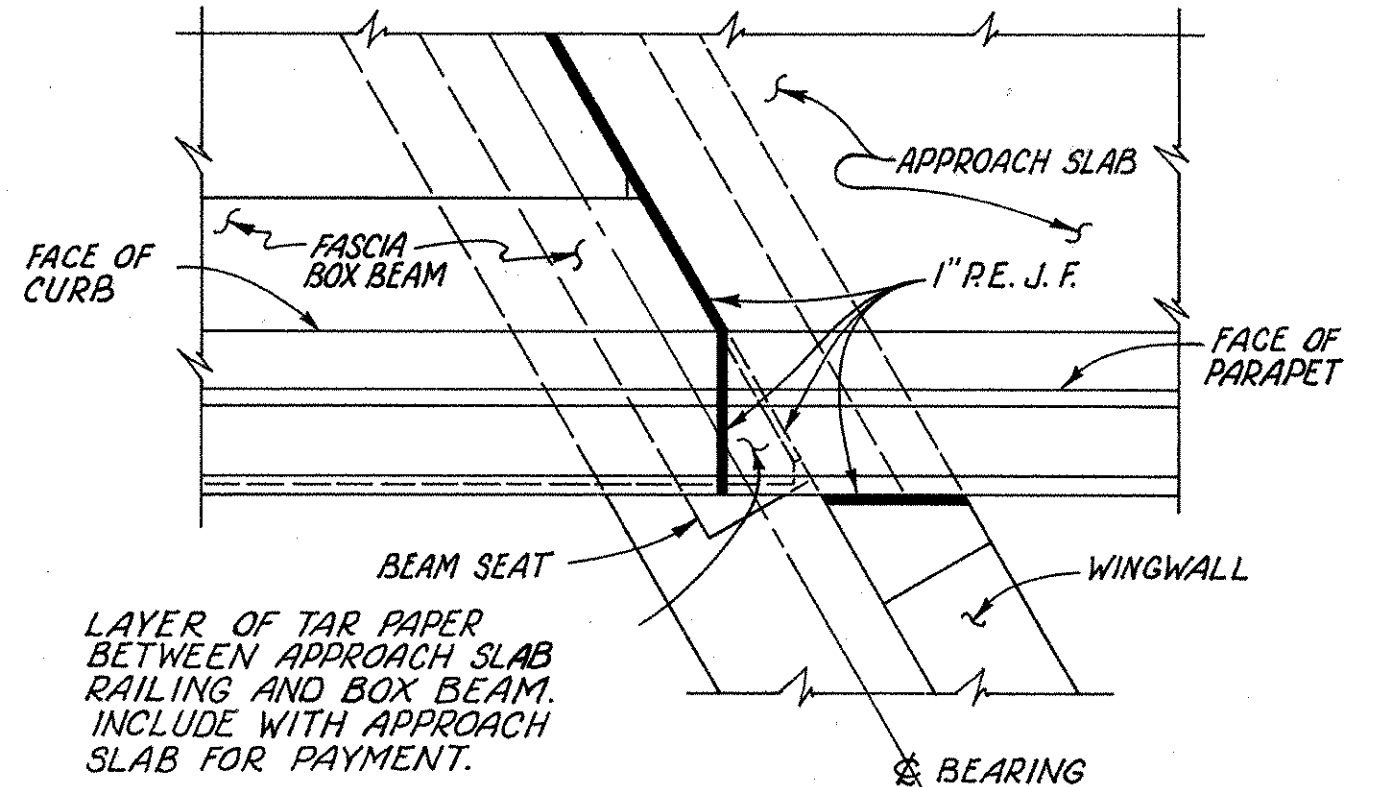 APPROACH SLAB
FASCIA
BOX BEAM
FACE OF
CURB
1" P.E.J.F.
FACE OF
PARAPET
BEAM SEAT
WINGWALL
LAYER OF TAR PAPER
BETWEEN APPROACH SLAB
RAILING AND BOX BEAM.
INCLUDE WITH APPROACH
SLAB FOR PAYMENT.
℄ BEARING